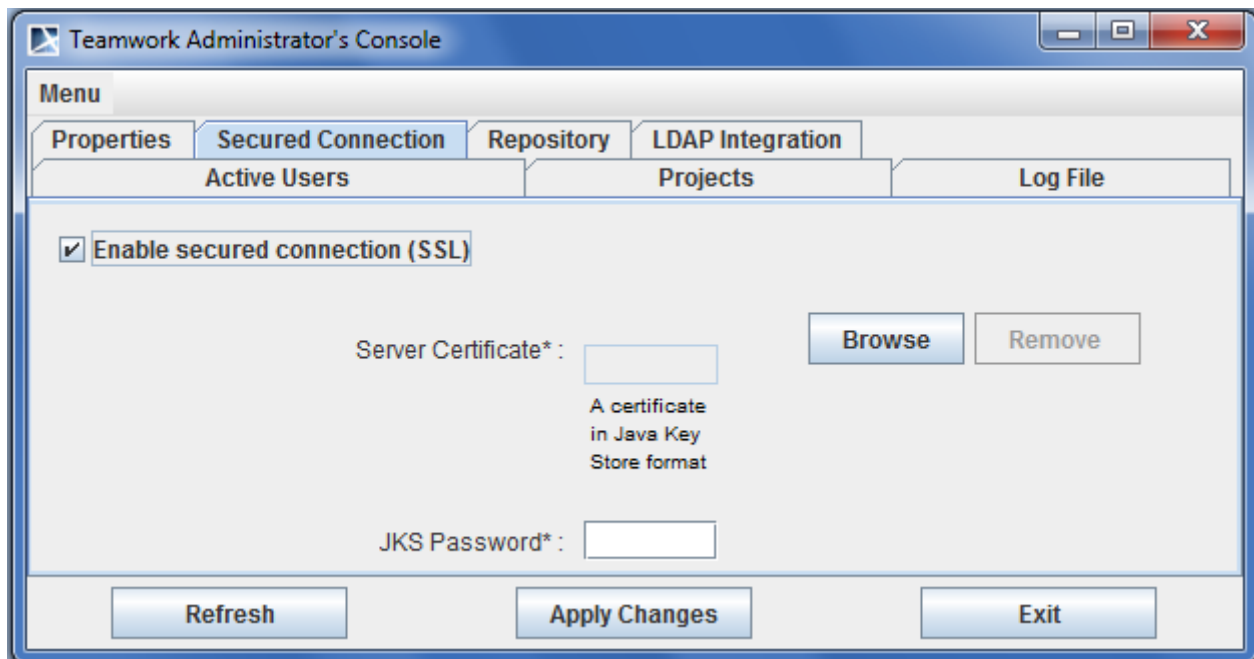 Teamwork Administrator's Console
Menu
Properties Secured Connection Repository LDAP Integration
Active Users Projects Log File
Enable secured connection (SSL)
Server Certificate* : Browse Remove
A certificate
in Java Key
Store format
JKS Password* :
Refresh Apply Changes Exit